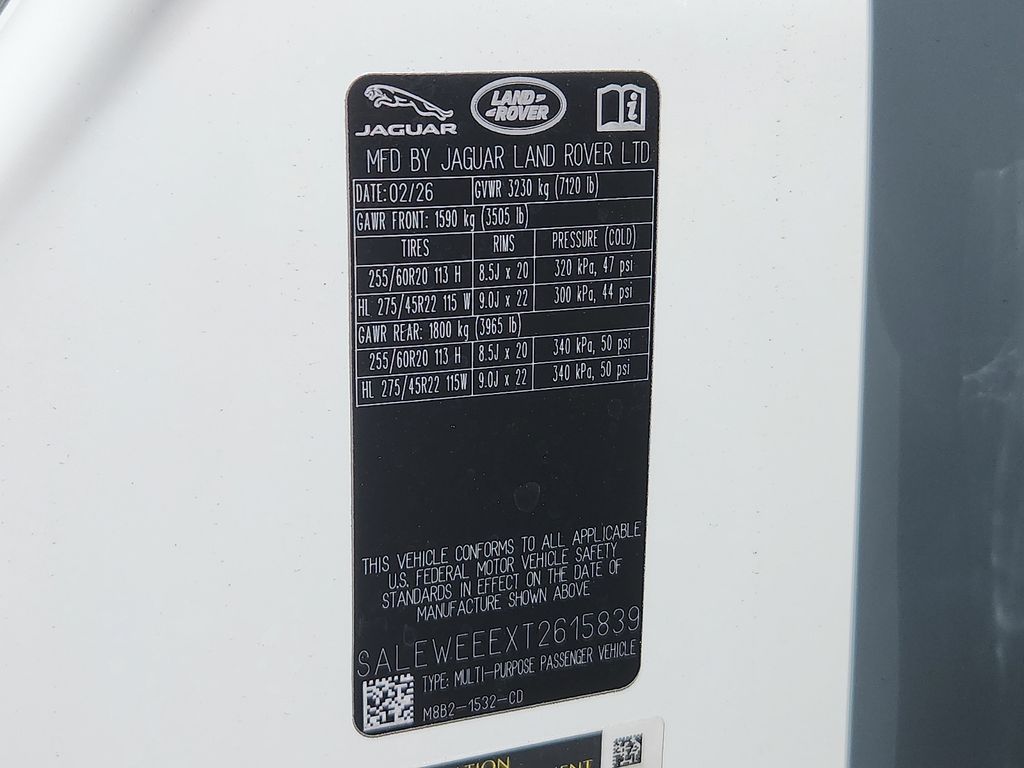 JAGUAR
LAND ROVER
i
MFD BY JAGUAR LAND ROVER LTD
DATE: 02/26 GVWR 3230 kg (7120 lb)
GAWR FRONT: 1590 kg (3505 lb)
TIRES RIMS PRESSURE (COLD)
255/60R20 113 H 8.5J x 20 320 kPa, 47 psi
HL 275/45R22 115 W 9.0J x 22 300 kPa, 44 psi
GAWR REAR: 1800 kg (3965 lb)
255/60R20 113 H 8.5J x 20 340 kPa, 50 psi
HL 275/45R22 115W 9.0J x 22 340 kPa, 50 psi
THIS VEHICLE CONFORMS TO ALL APPLICABLE
U.S. FEDERAL MOTOR VEHICLE SAFETY
STANDARDS IN EFFECT ON THE DATE OF
MANUFACTURE SHOWN ABOVE
SALEWEEEXT2615839
TYPE: MULTI-PURPOSE PASSENGER VEHICLE
M8B2-1532-CD